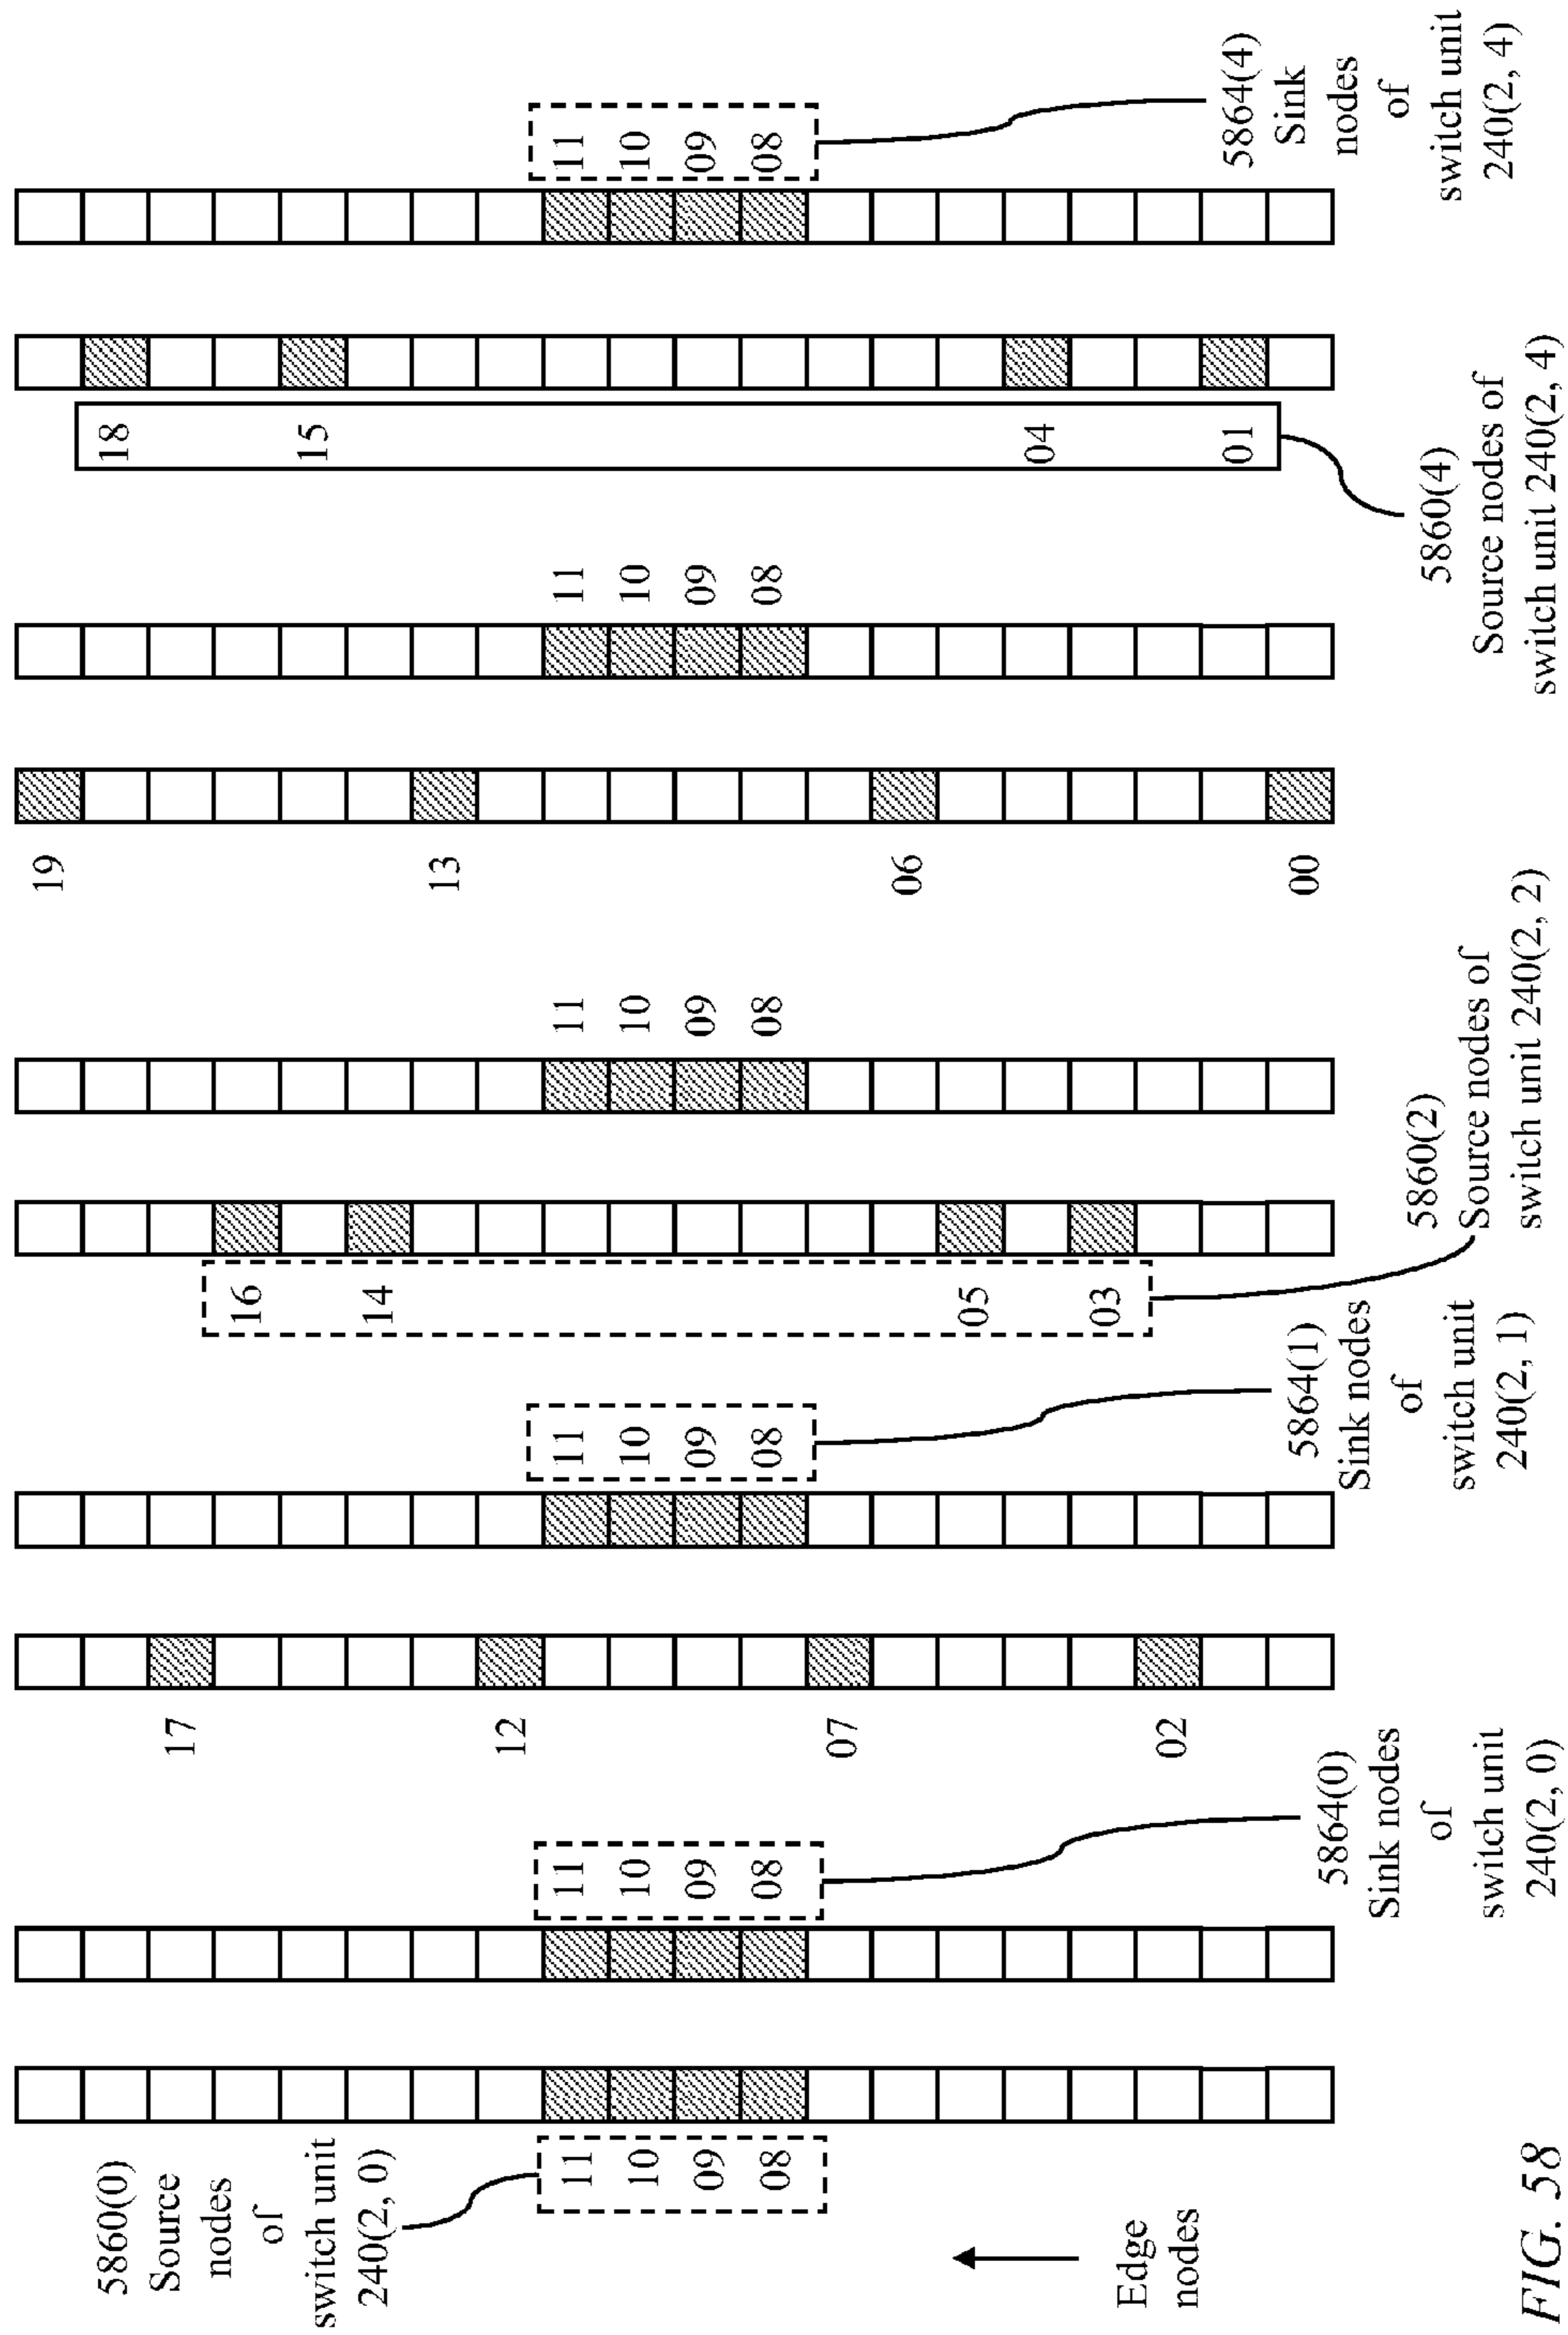 5860(0)
Source
nodes
of
switch unit
240(2, 0)
11
10
09
08
11
10
09
08
5864(0)
Sink nodes
of
switch unit
240(2, 0)
17
12
07
02
11
10
09
08
5864(1)
Sink nodes
of
switch unit
240(2, 1)
16
14
05
03
5860(2)
Source nodes of
switch unit 240(2, 2)
11
10
09
08
19
13
06
00
11
10
09
08
18
15
04
01
5860(4)
Source nodes of
switch unit 240(2, 4)
11
10
09
08
5864(4)
Sink
nodes
of
switch unit
240(2, 4)
Edge
nodes
FIG. 58